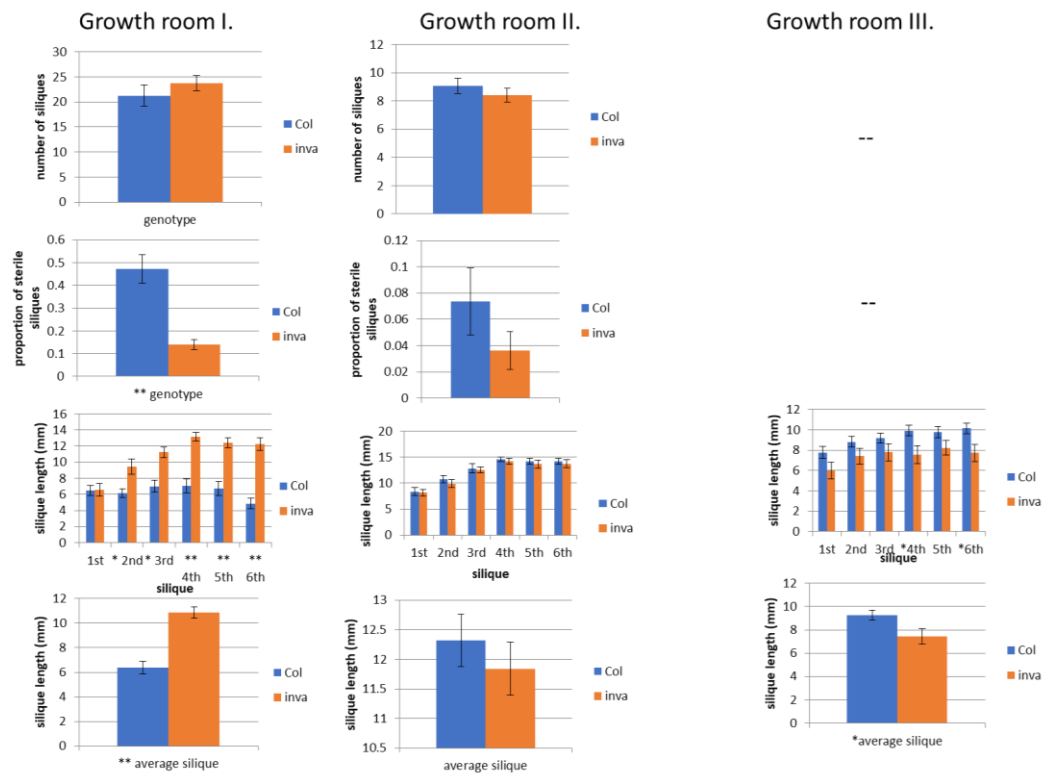 Growth room I.
Growth room II.
Growth room III.
number of siliques
30
25
20
15
10
5
0
genotype
Col
inva
number of siliques
12
10
8
6
4
2
0
Col
inva
--
proportion of sterile
siliques
0.6
0.5
0.4
0.3
0.2
0.1
0
** genotype
Col
inva
proportion of sterile
siliques
0.12
0.1
0.08
0.06
0.04
0.02
0
Col
inva
--
silique length (mm)
16
14
12
10
8
6
4
2
0
1st * 2nd * 3rd ** ** **
4th 5th 6th
silique
Col
inva
silique length (mm)
20
15
10
5
0
1st 2nd 3rd 4th 5th 6th
silique
Col
inva
silique length (mm)
12
10
8
6
4
2
0
1st 2nd 3rd *4th 5th *6th
silique
Col
inva
silique length (mm)
12
10
8
6
4
2
0
** average silique
Col
inva
silique length (mm)
13
12.5
12
11.5
11
10.5
average silique
Col
inva
silique length (mm)
12
10
8
6
4
2
0
*average silique
Col
inva